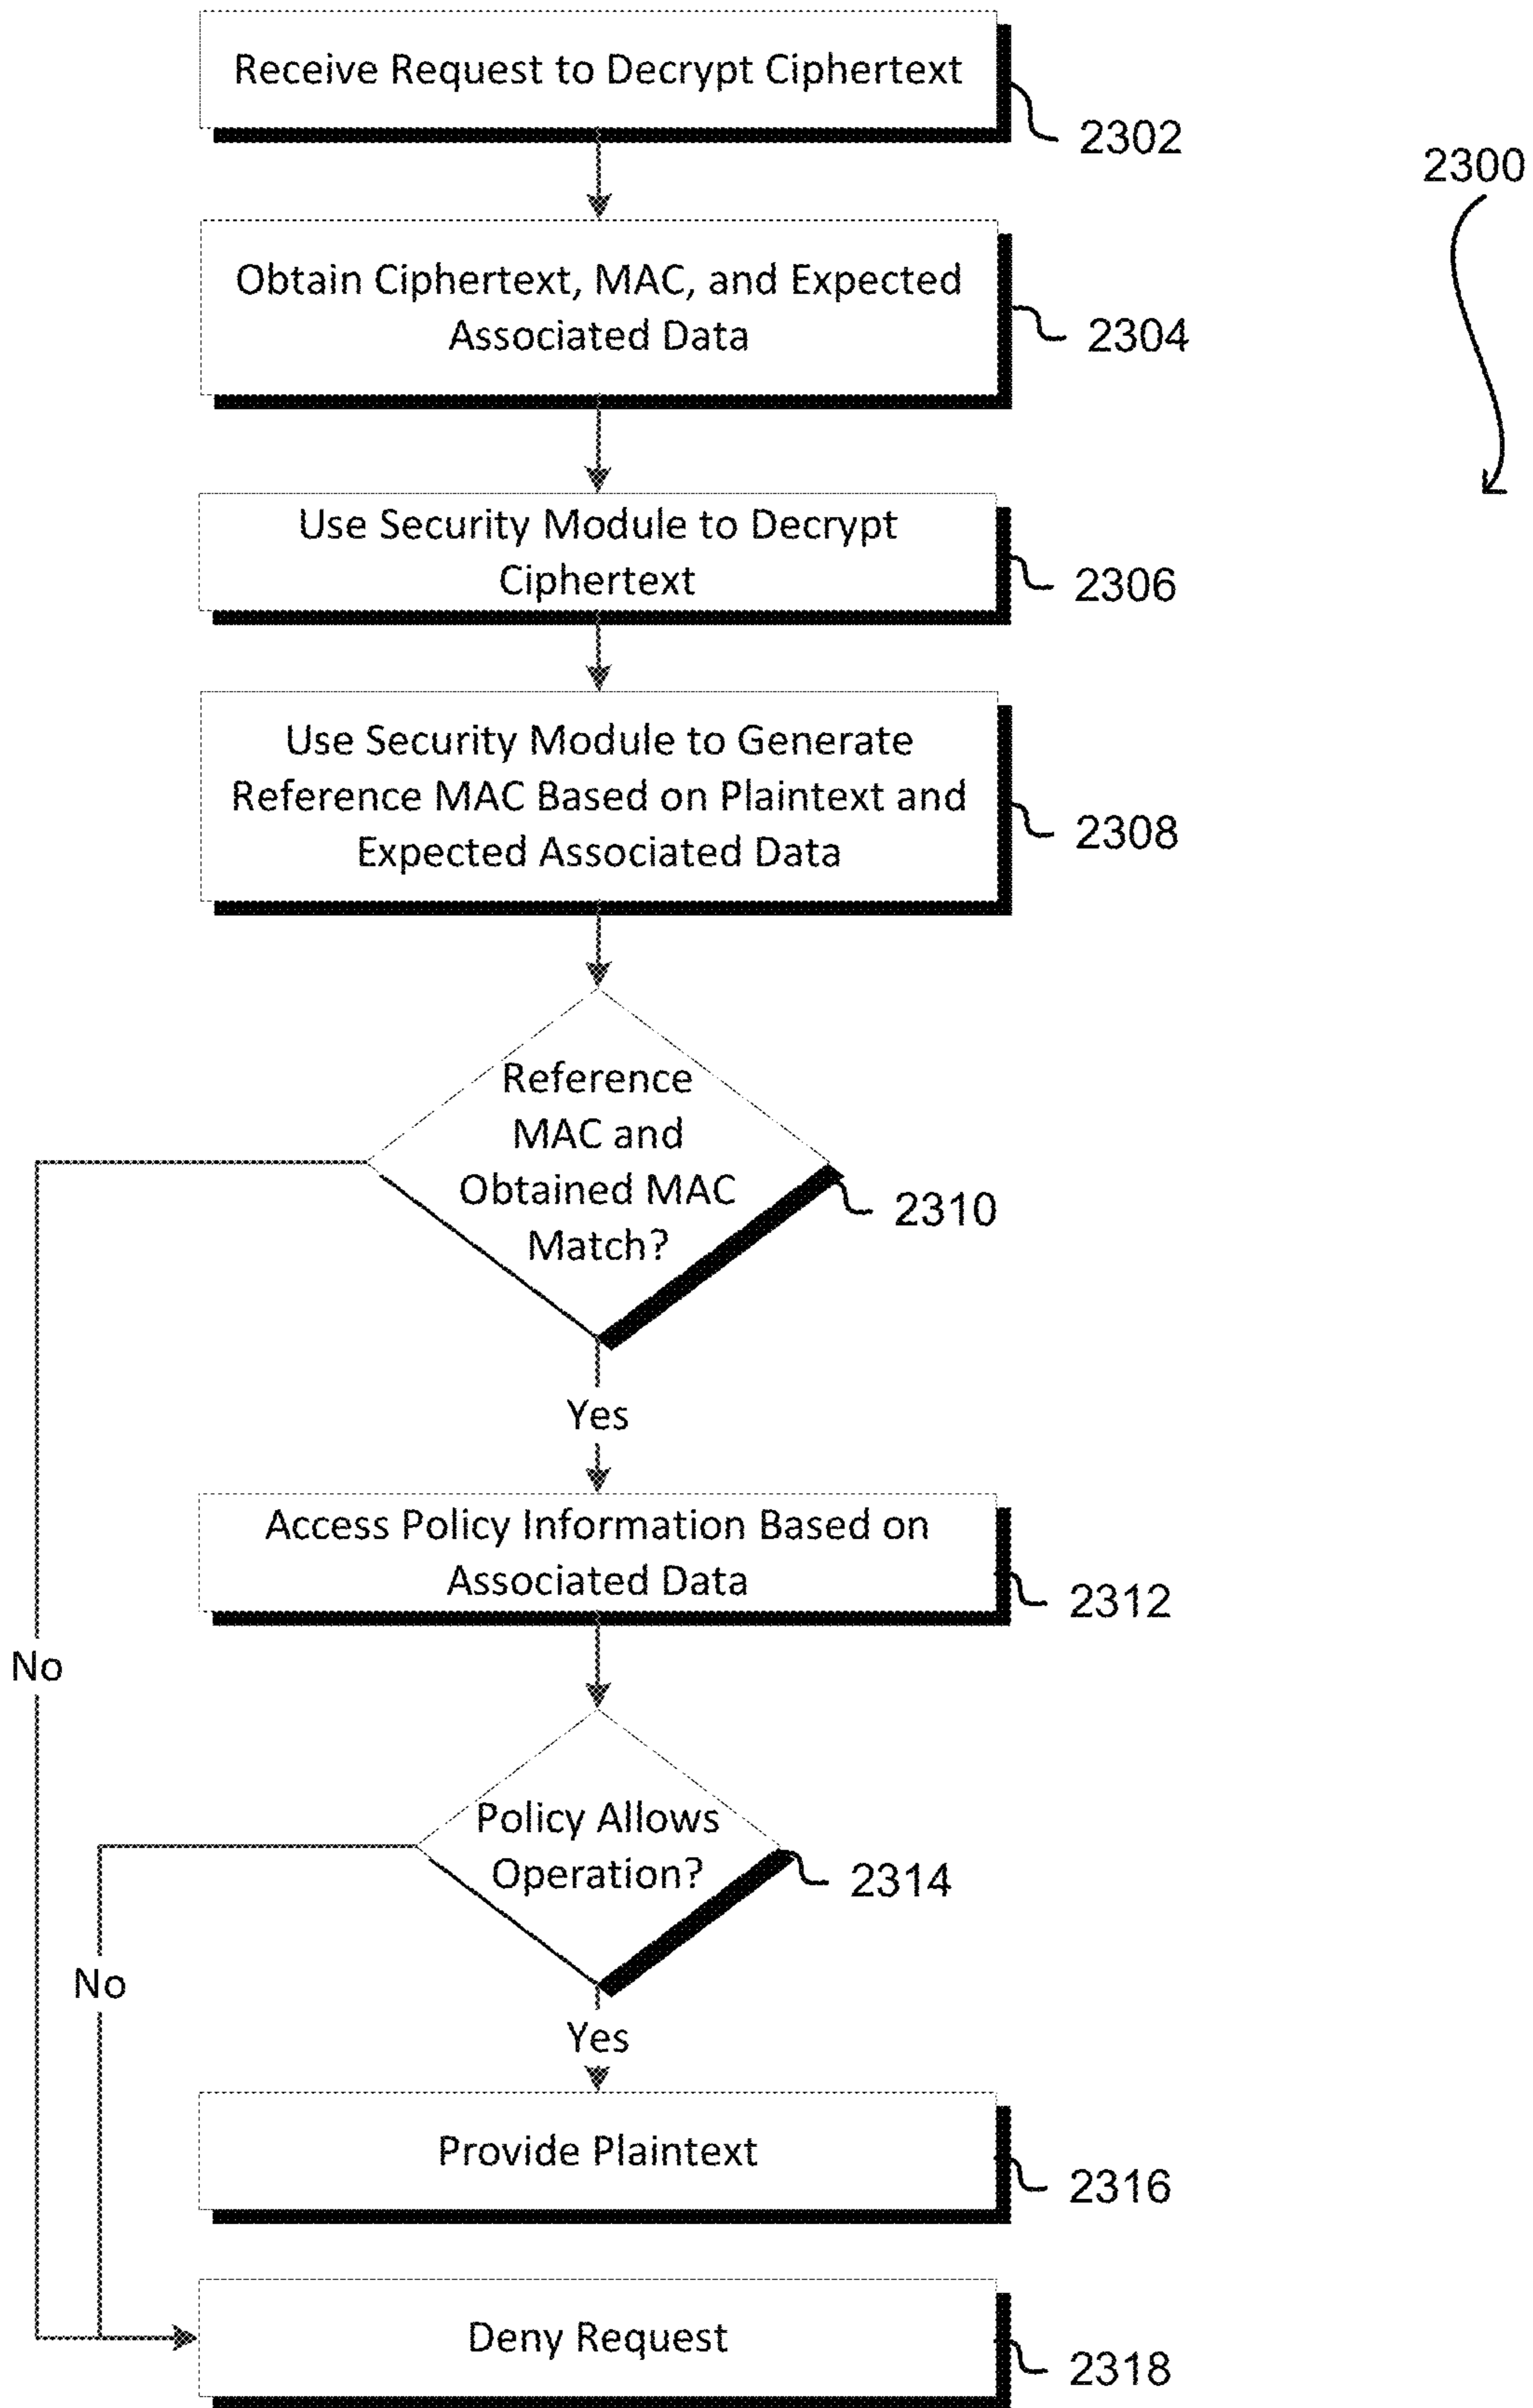 Receive Request to Decrypt Ciphertext
2302
2300
Obtain Ciphertext, MAC, and Expected
Associated Data
2304
Use Security Module to Decrypt
Ciphertext
2306
Use Security Module to Generate
Reference MAC Based on Plaintext and
Expected Associated Data
2308
Reference
MAC and
Obtained MAC
Match?
2310
Yes
Access Policy Information Based on
Associated Data
2312
No
Policy Allows
Operation?
2314
No
Yes
Provide Plaintext
2316
Deny Request
2318